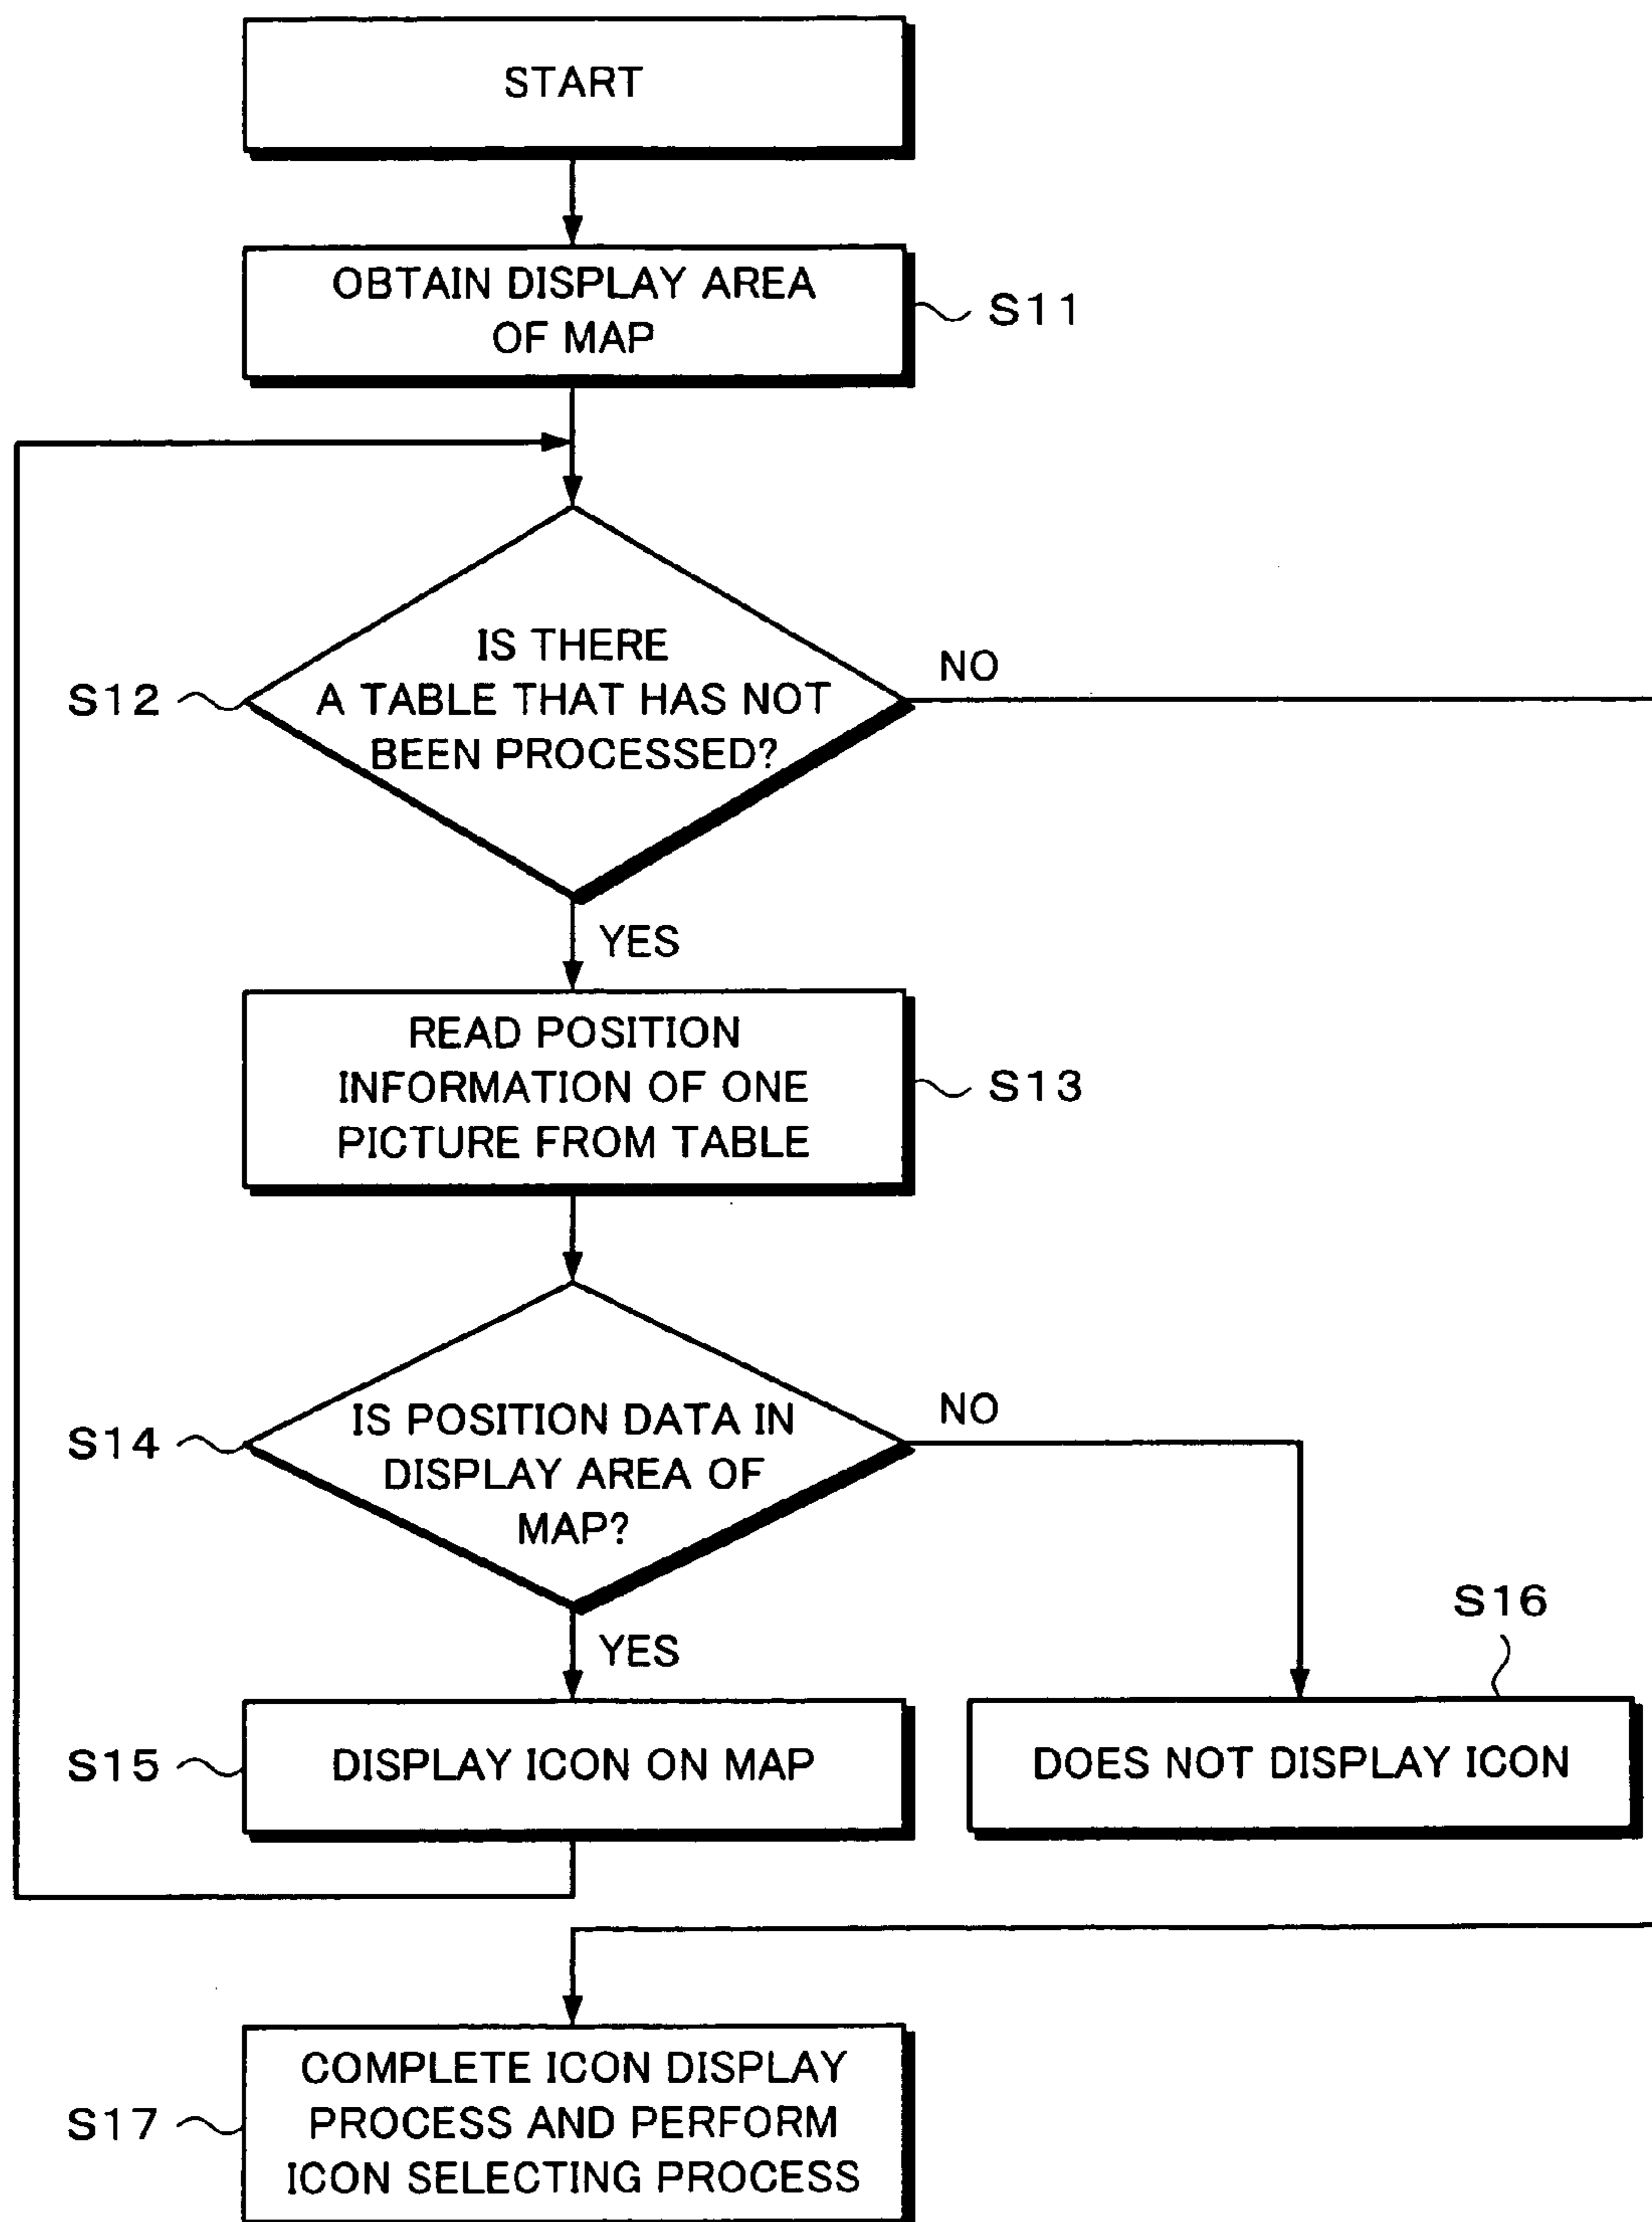 START
OBTAIN DISPLAY AREA
OF MAP
S11
IS THERE
A TABLE THAT HAS NOT
BEEN PROCESSED?
S12
NO
YES
READ POSITION
INFORMATION OF ONE
PICTURE FROM TABLE
S13
IS POSITION DATA IN
DISPLAY AREA OF
MAP?
S14
NO
YES
S16
S15
DISPLAY ICON ON MAP
DOES NOT DISPLAY ICON
COMPLETE ICON DISPLAY
PROCESS AND PERFORM
ICON SELECTING PROCESS
S17